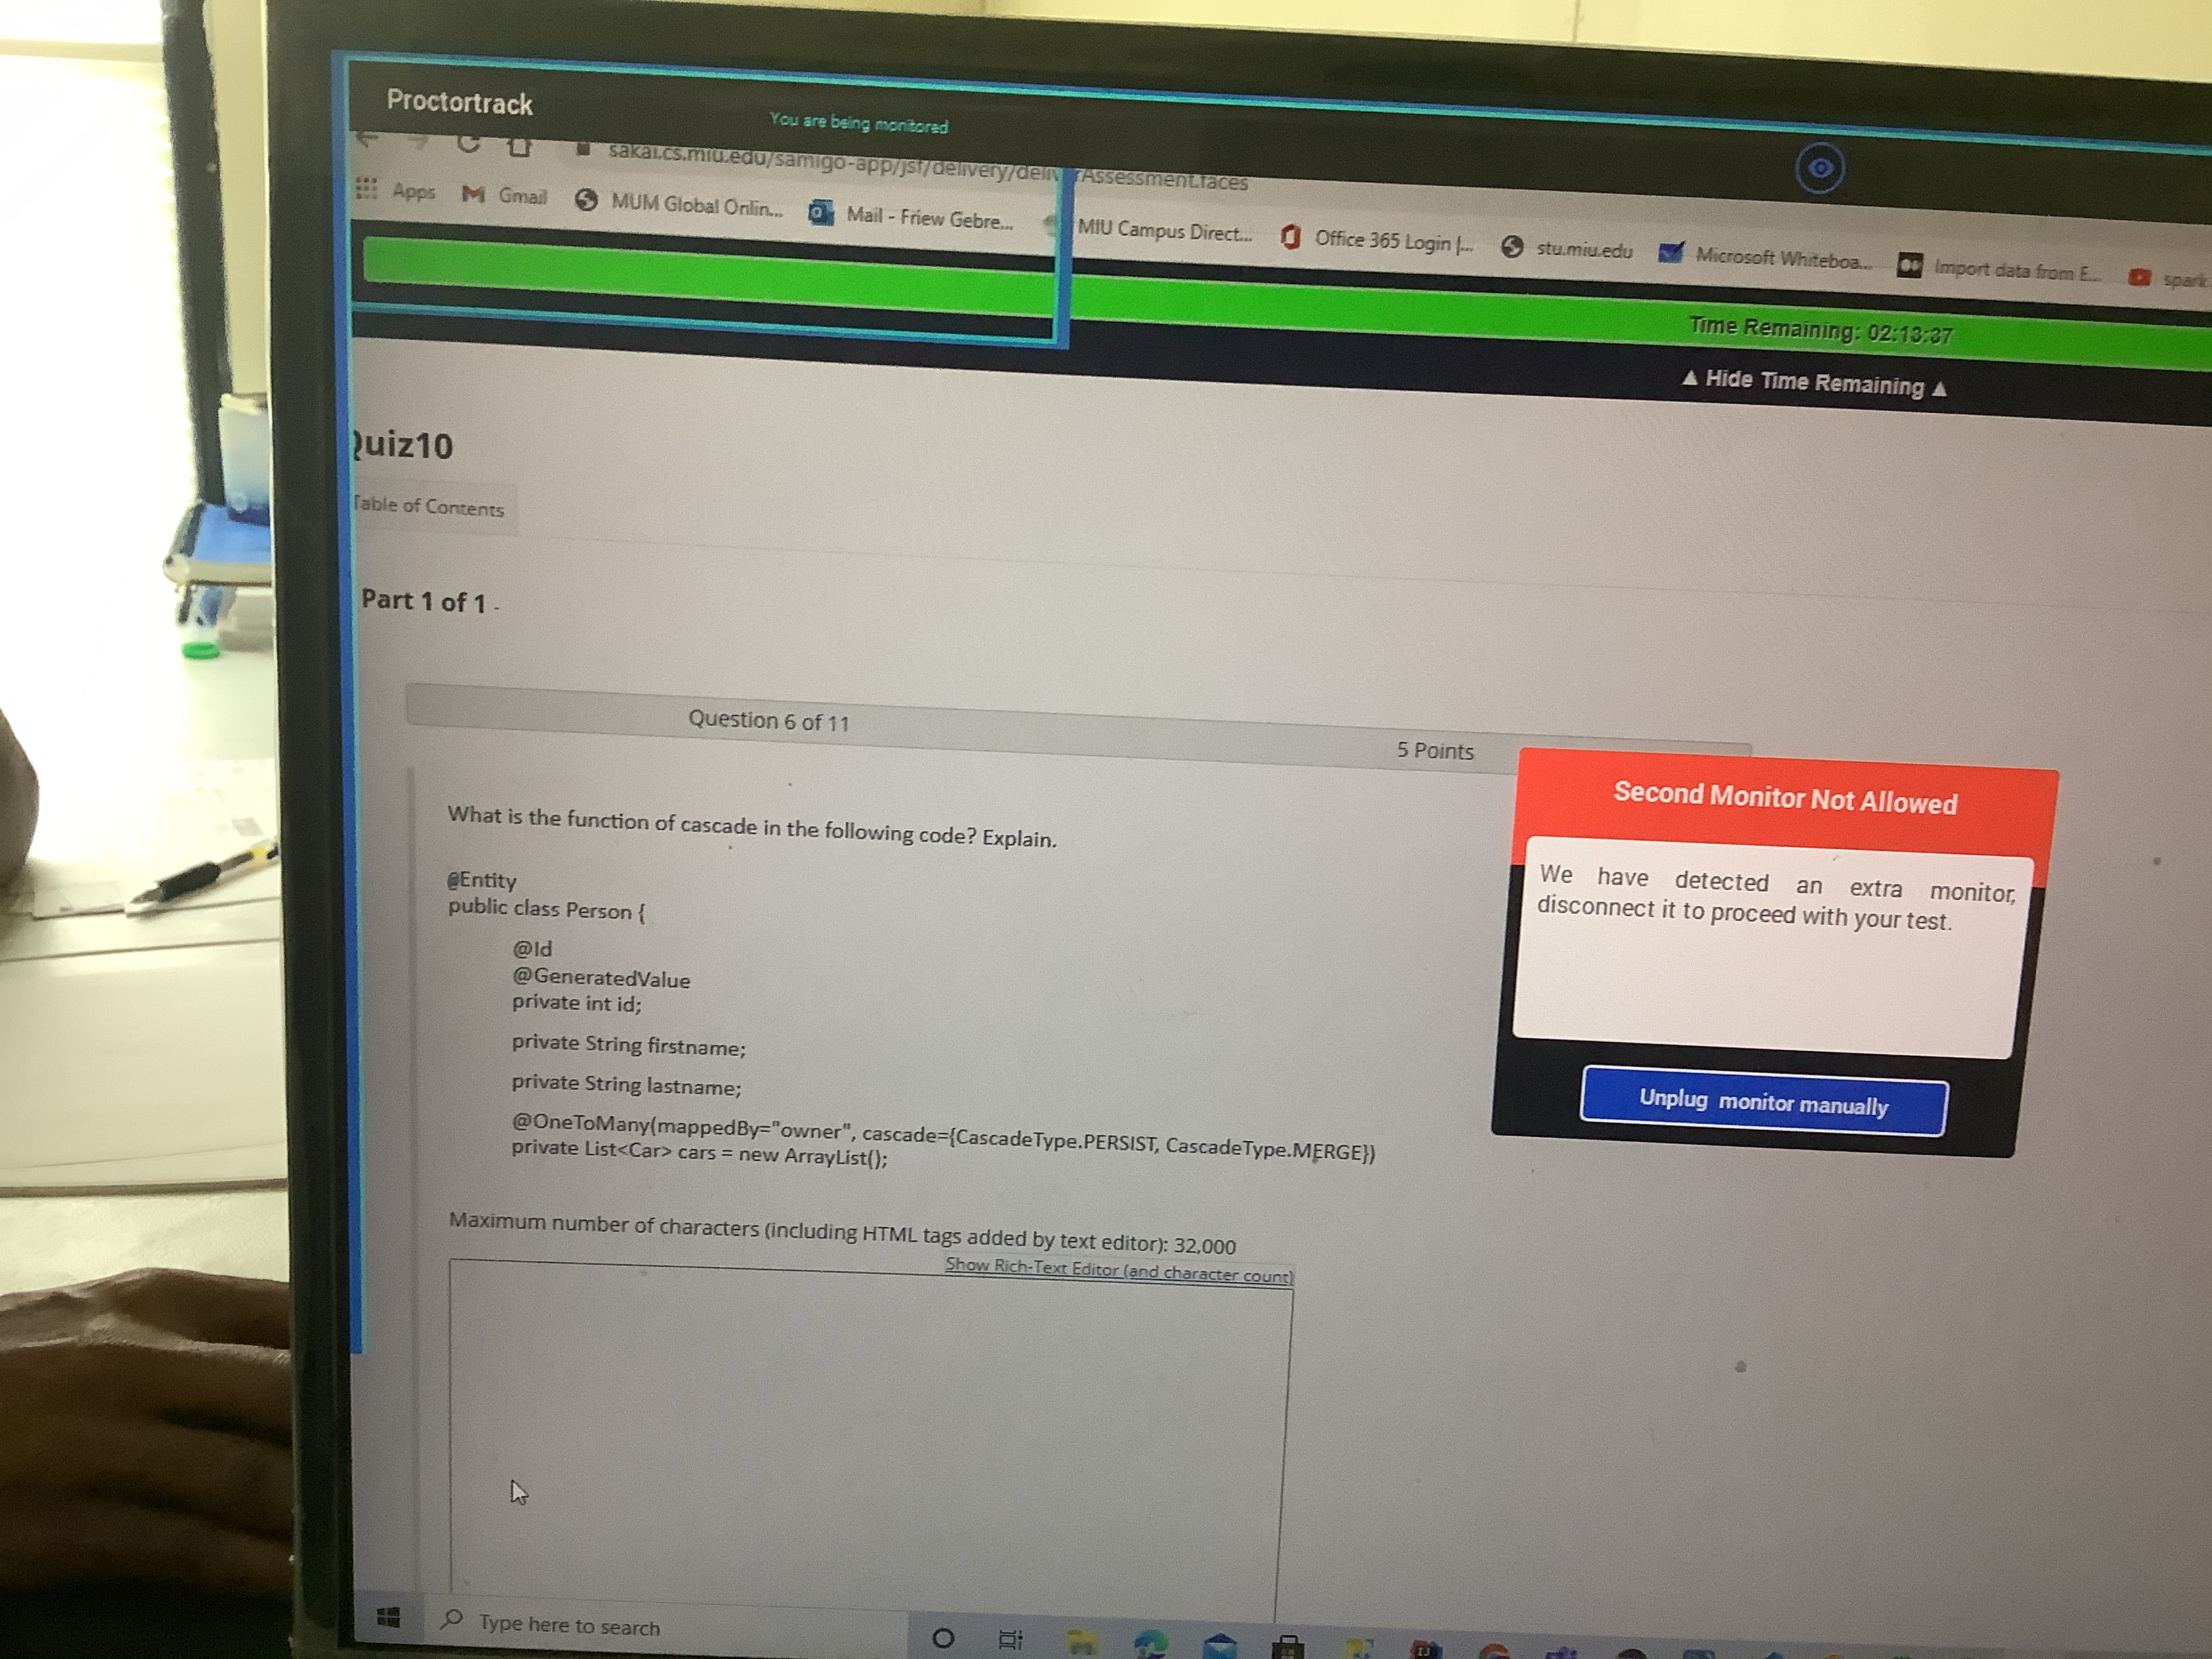 Proctortrack
You are being monitored
sakai.cs.miu.edu/samigo-app/jsf/delivery/deliv rAssessment.faces
Apps Gmail MUM Global Onlin... Mail - Friew Gebre... MIU Campus Direct... Office 365 Login |... stu.miu.edu Microsoft Whiteboa... Import data from E... spark
Time Remaining: 02:13:37
▲ Hide Time Remaining ▲
Quiz10
Table of Contents
Part 1 of 1 -
Question 6 of 11
5 Points
Second Monitor Not Allowed
We have detected an extra monitor,
disconnect it to proceed with your test.
Unplug monitor manually
What is the function of cascade in the following code? Explain.
@Entity
public class Person {
@Id
@GeneratedValue
private int id;
private String firstname;
private String lastname;
@OneToMany(mappedBy="owner", cascade={CascadeType.PERSIST, CascadeType.MERGE})
private List<Car> cars = new ArrayList();
Maximum number of characters (including HTML tags added by text editor): 32,000
Show Rich-Text Editor (and character count)
Type here to search